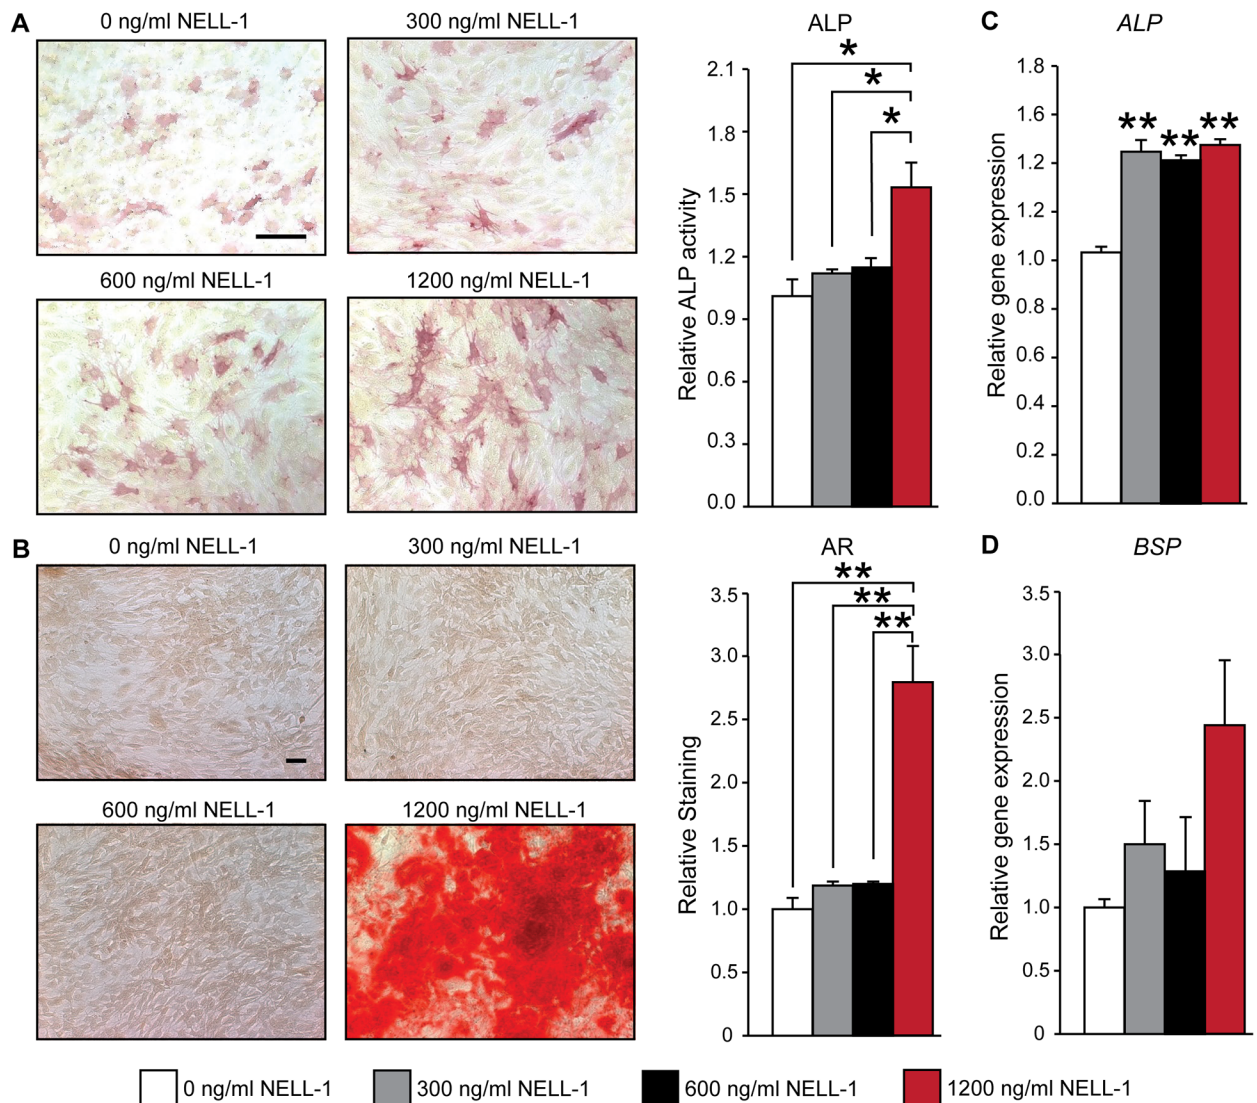 A
0 ng/ml NELL-1
300 ng/ml NELL-1
600 ng/ml NELL-1
1200 ng/ml NELL-1
ALP
*
*
*
Relative ALP activity
2.1
1.8
1.5
1.2
0.9
0.6
0.3
0.0
C
ALP
** ** **
Relative gene expression
1.8
1.6
1.2
1.2
1.0
0.8
0.6
0.4
0.2
0.0
B
0 ng/ml NELL-1
300 ng/ml NELL-1
600 ng/ml NELL-1
1200 ng/ml NELL-1
AR
**
**
**
Relative Staining
3.5
3.0
2.5
2.0
1.5
1.0
0.5
0
D
BSP
Relative gene expression
3.5
3.0
2.5
2.0
1.5
1.0
0.5
0
0 ng/ml NELL-1
300 ng/ml NELL-1
600 ng/ml NELL-1
1200 ng/ml NELL-1